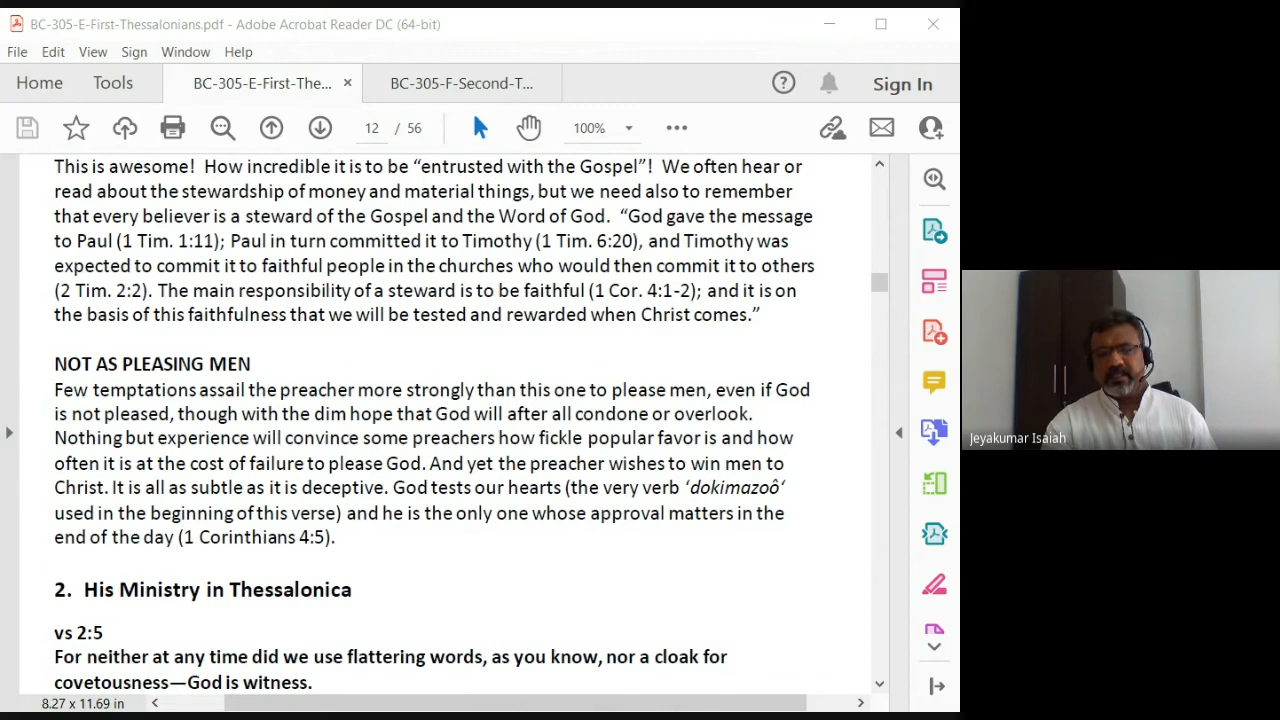 BC-305-E-First-Thessalonians.pdf - Adobe Acrobat Reader DC (64-bit)
File Edit View Sign Window Help
Home Tools BC-305-E-First-The... × BC-305-F-Second-T... Sign In
12 / 56 100%
This is awesome! How incredible it is to be “entrusted with the Gospel”! We often hear or
read about the stewardship of money and material things, but we need also to remember
that every believer is a steward of the Gospel and the Word of God. “God gave the message
to Paul (1 Tim. 1:11); Paul in turn committed it to Timothy (1 Tim. 6:20), and Timothy was
expected to commit it to faithful people in the churches who would then commit it to others
(2 Tim. 2:2). The main responsibility of a steward is to be faithful (1 Cor. 4:1-2); and it is on
the basis of this faithfulness that we will be tested and rewarded when Christ comes.”
NOT AS PLEASING MEN
Few temptations assail the preacher more strongly than this one to please men, even if God
is not pleased, though with the dim hope that God will after all condone or overlook.
Nothing but experience will convince some preachers how fickle popular favor is and how
often it is at the cost of failure to please God. And yet the preacher wishes to win men to
Christ. It is all as subtle as it is deceptive. God tests our hearts (the very verb ‘dokimazoô‘
used in the beginning of this verse) and he is the only one whose approval matters in the
end of the day (1 Corinthians 4:5).
2. His Ministry in Thessalonica
vs 2:5
For neither at any time did we use flattering words, as you know, nor a cloak for
covetousness—God is witness.
8.27 x 11.69 in
Jeyakumar Isaiah